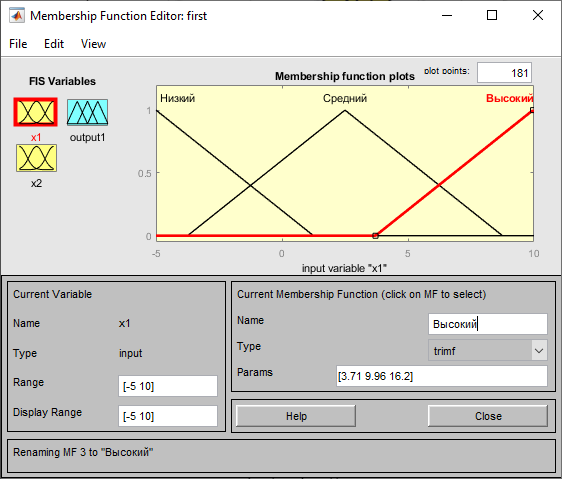 Membership Function Editor: first
File Edit View
FIS Variables
x1
output1
x2
Membership function plots
plot points:
181
Низкий
Средний
Высокий
1
0.5
0
-5
0
5
10
input variable "x1"
Current Variable
Name x1
Type input
Range [-5 10]
Display Range [-5 10]
Current Membership Function (click on MF to select)
Name Высокий
Type trimf
Params [3.71 9.96 16.2]
Help Close
Renaming MF 3 to "Высокий"